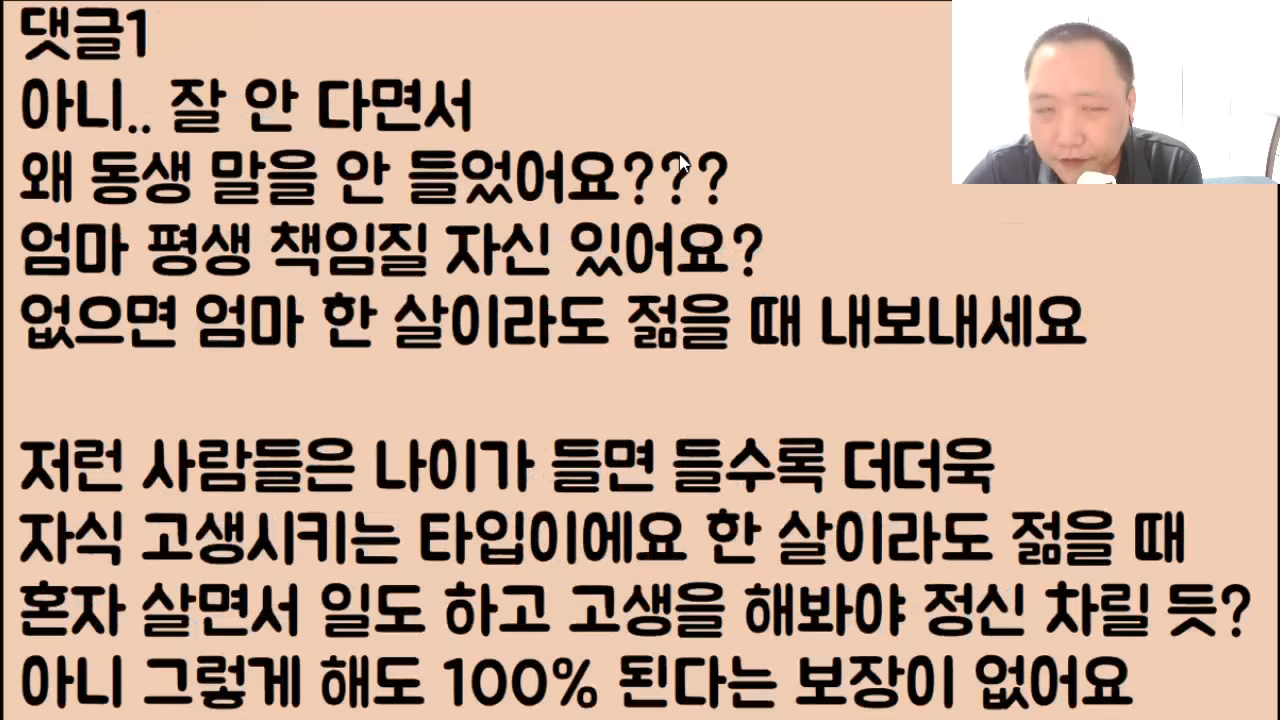 댓글1
아니.. 잘 안 다면서
왜 동생 말을 안 들었어요???
엄마 평생 책임질 자신 있어요?
없으면 엄마 한 살이라도 젊을 때 내보내세요
저런 사람들은 나이가 들면 들수록 더더욱
자식 고생시키는 타입이에요 한 살이라도 젊을 때
혼자 살면서 일도 하고 고생을 해봐야 정신 차릴 듯?
아니 그렇게 해도 100% 된다는 보장이 없어요